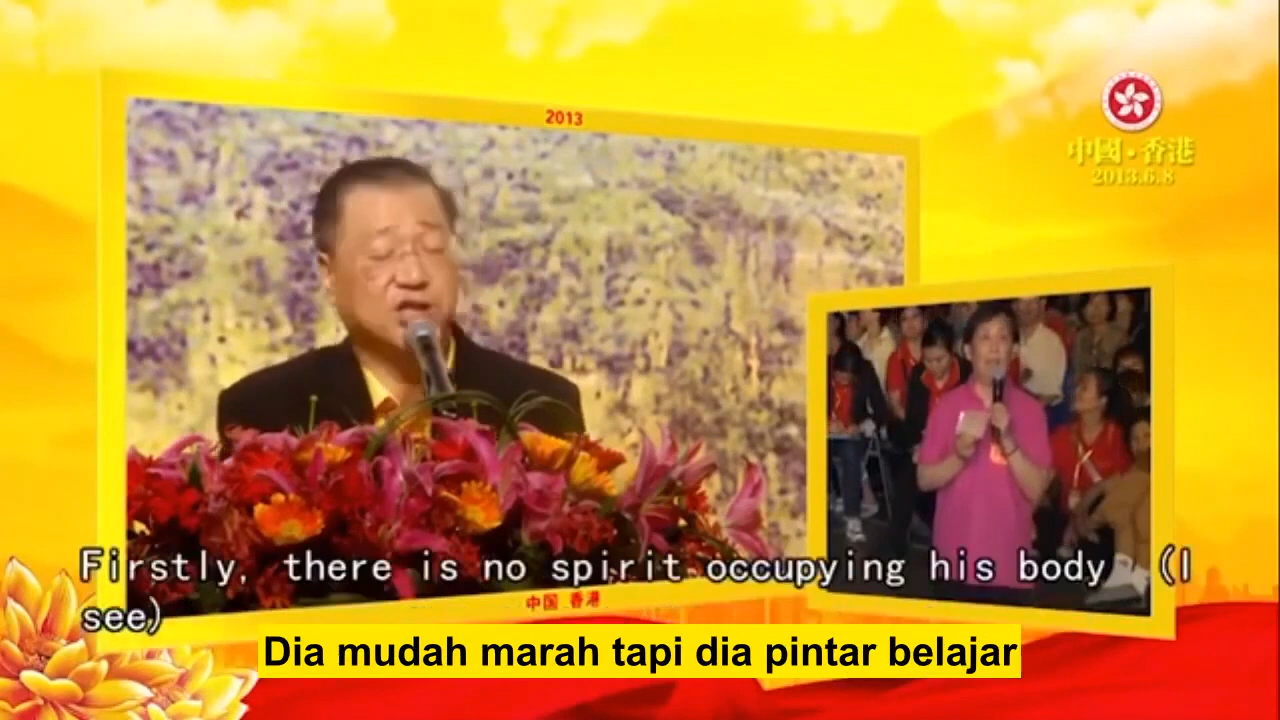 2013
中國·香港
2013.6.8
Firstly, there is no spirit occupying his body (I
see)
中国 香港
Dia mudah marah tapi dia pintar belajar